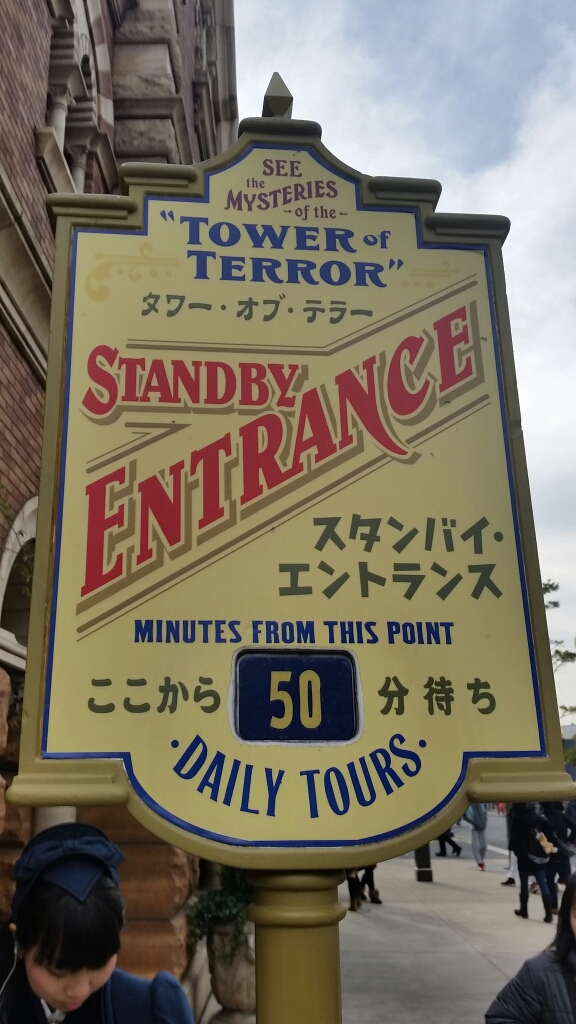 SEE
the
MYSTERIES
-of the-
"TOWER of
TERROR"
タワー・オブ・テラー
STANDBY
ENTRANCE
スタンバイ・
エントランス
MINUTES FROM THIS POINT
ここから 50 分待ち
·DAILY TOURS·